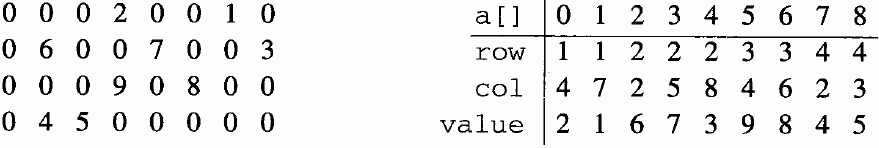 0 0 0 2 0 0 1 0
0 6 0 0 7 0 0 3
0 0 0 9 0 8 0 0
0 4 5 0 0 0 0 0
a[] 0 1 2 3 4 5 6 7 8
row 1 1 2 2 2 3 3 4 4
col 4 7 2 5 8 4 6 2 3
value 2 1 6 7 3 9 8 4 5